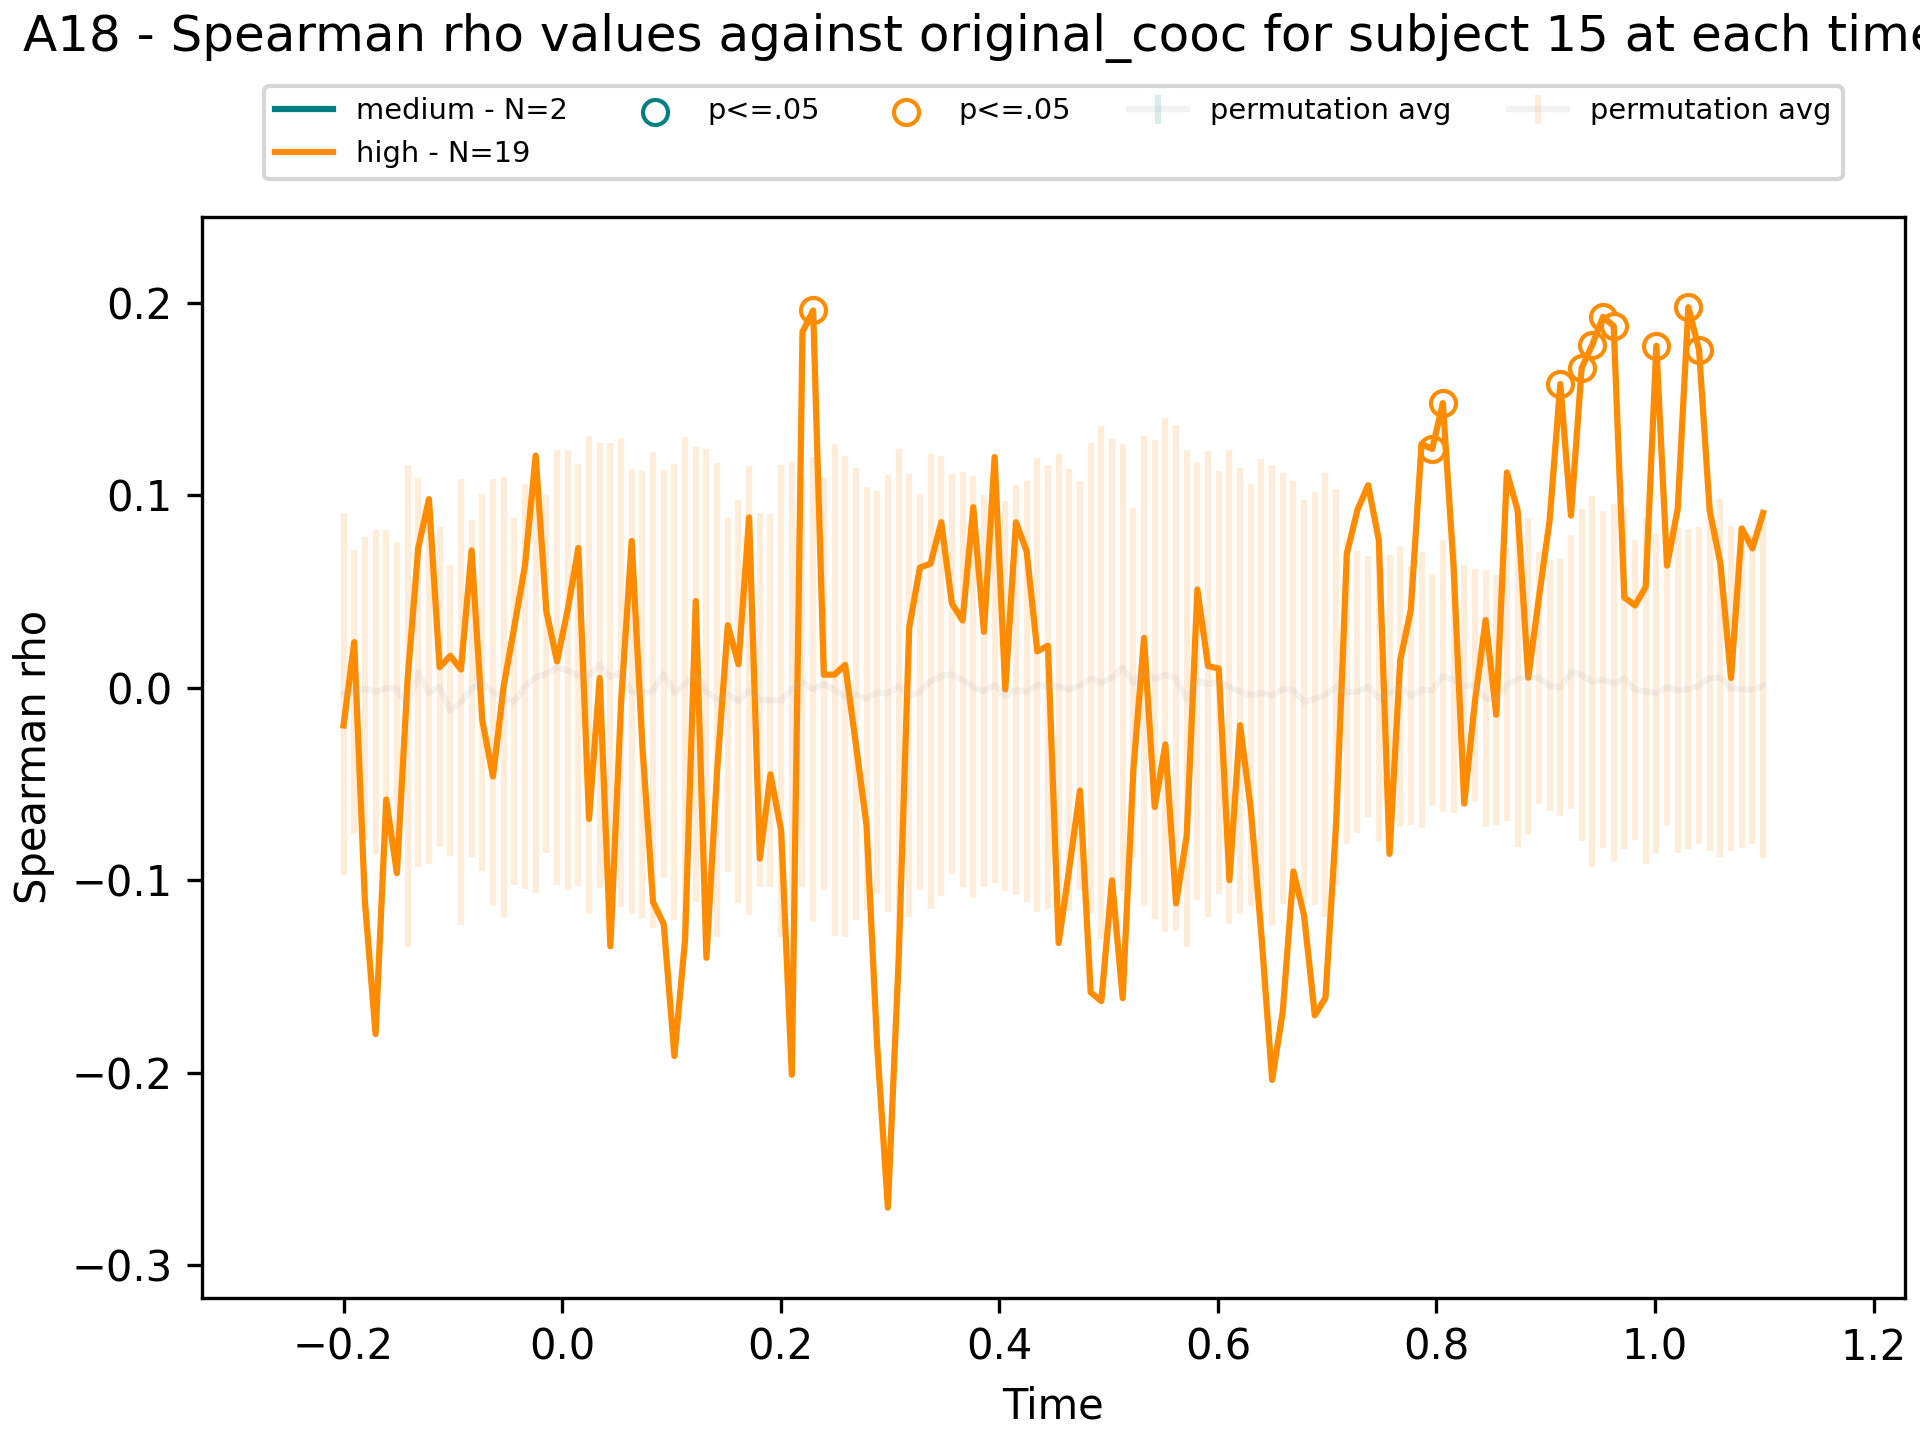 A18 - Spearman rho values against original_cooc for subject 15 at each time
medium - N=2 p<=.05 p<=.05 permutation avg permutation avg
high - N=19
0.2
0.1
0.0
−0.1
−0.2
−0.3
Spearman rho
−0.2 0.0 0.2 0.4 0.6 0.8 1.0 1.2
Time